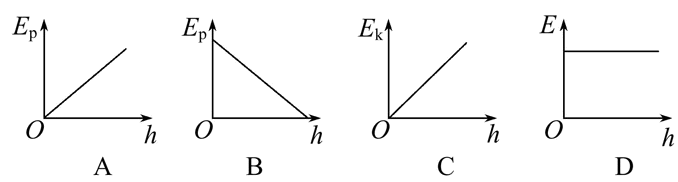 Eₚ O h
Eₚ O h
Eₖ O h
E O h
A B C D